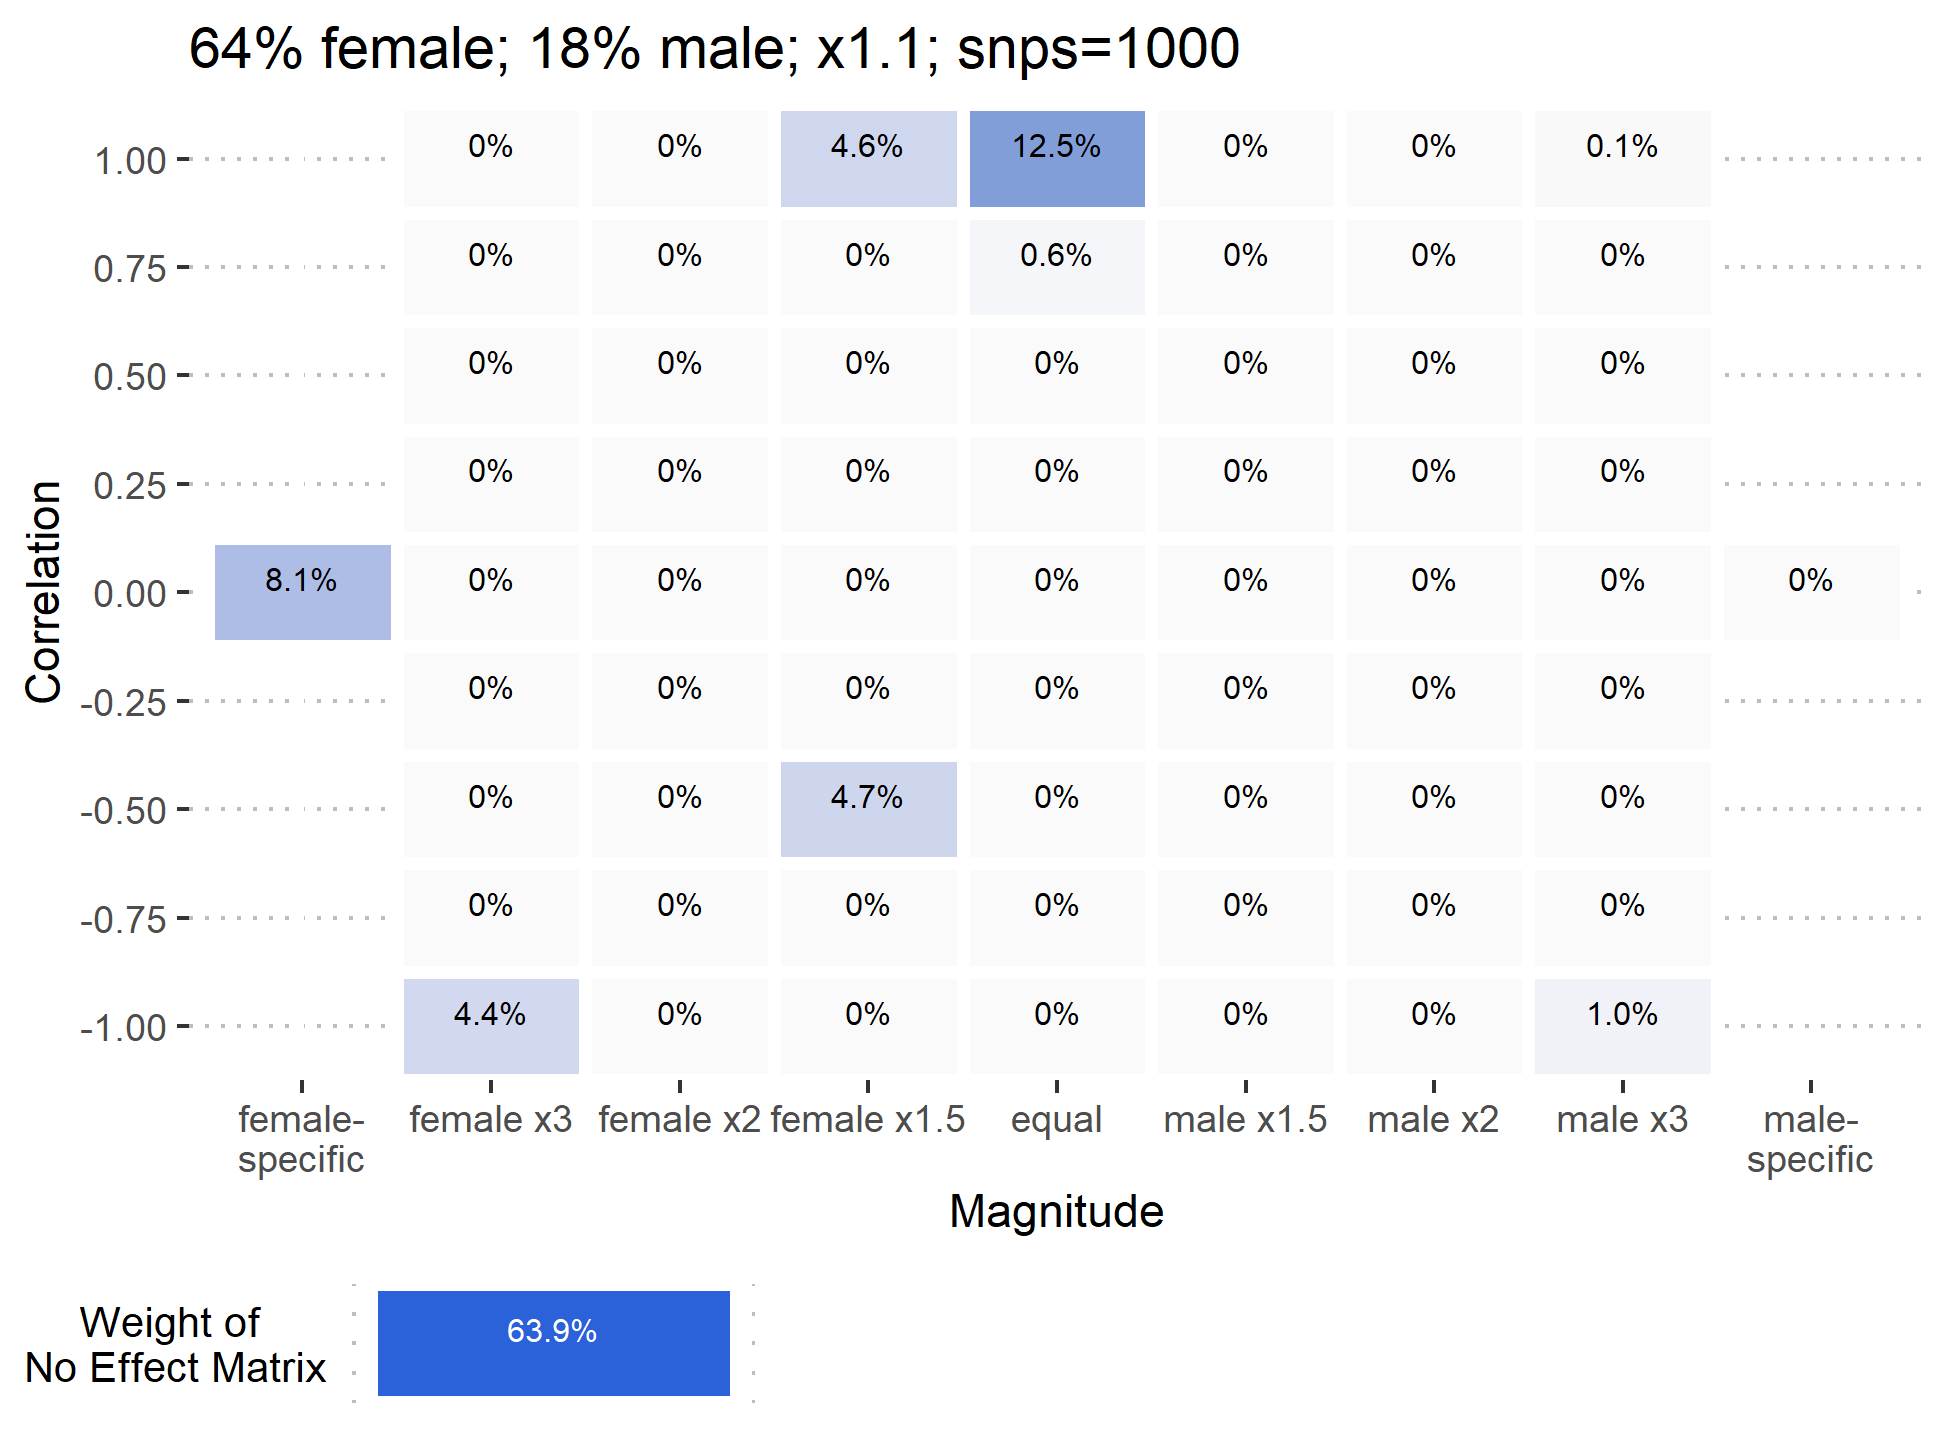 64% female; 18% male; x1.1; snps=1000
Correlation
1.00 0% 0% 4.6% 12.5% 0% 0% 0.1%
0.75 0% 0% 0% 0.6% 0% 0% 0%
0.50 0% 0% 0% 0% 0% 0% 0%
0.25 0% 0% 0% 0% 0% 0% 0%
0.00 8.1% 0% 0% 0% 0% 0% 0% 0% 0%
-0.25 0% 0% 0% 0% 0% 0% 0%
-0.50 0% 0% 4.7% 0% 0% 0% 0%
-0.75 0% 0% 0% 0% 0% 0% 0%
-1.00 4.4% 0% 0% 0% 0% 0% 1.0%
female- female x3 female x2 female x1.5 equal male x1.5 male x2 male x3 male-
specific specific
Magnitude
Weight of
No Effect Matrix
63.9%